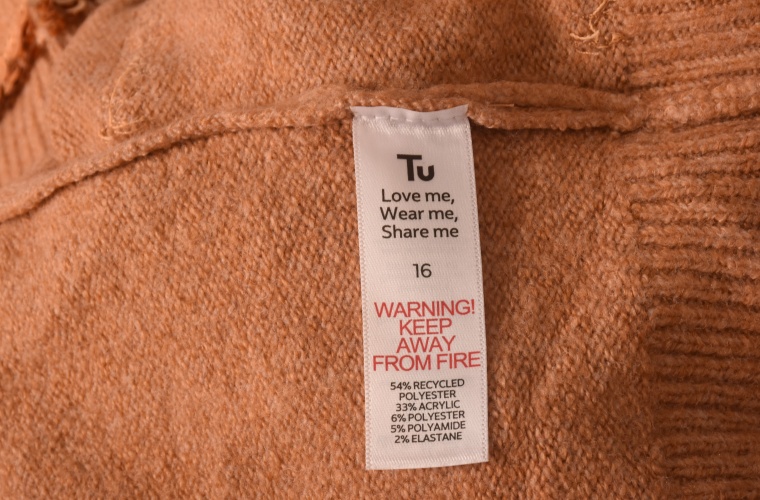 Tu
Love me,
Wear me,
Share me
16
WARNING!
KEEP
AWAY
FROM FIRE
54% RECYCLED
POLYESTER
33% ACRYLIC
6% POLYESTER
5% POLYAMIDE
2% ELASTANE